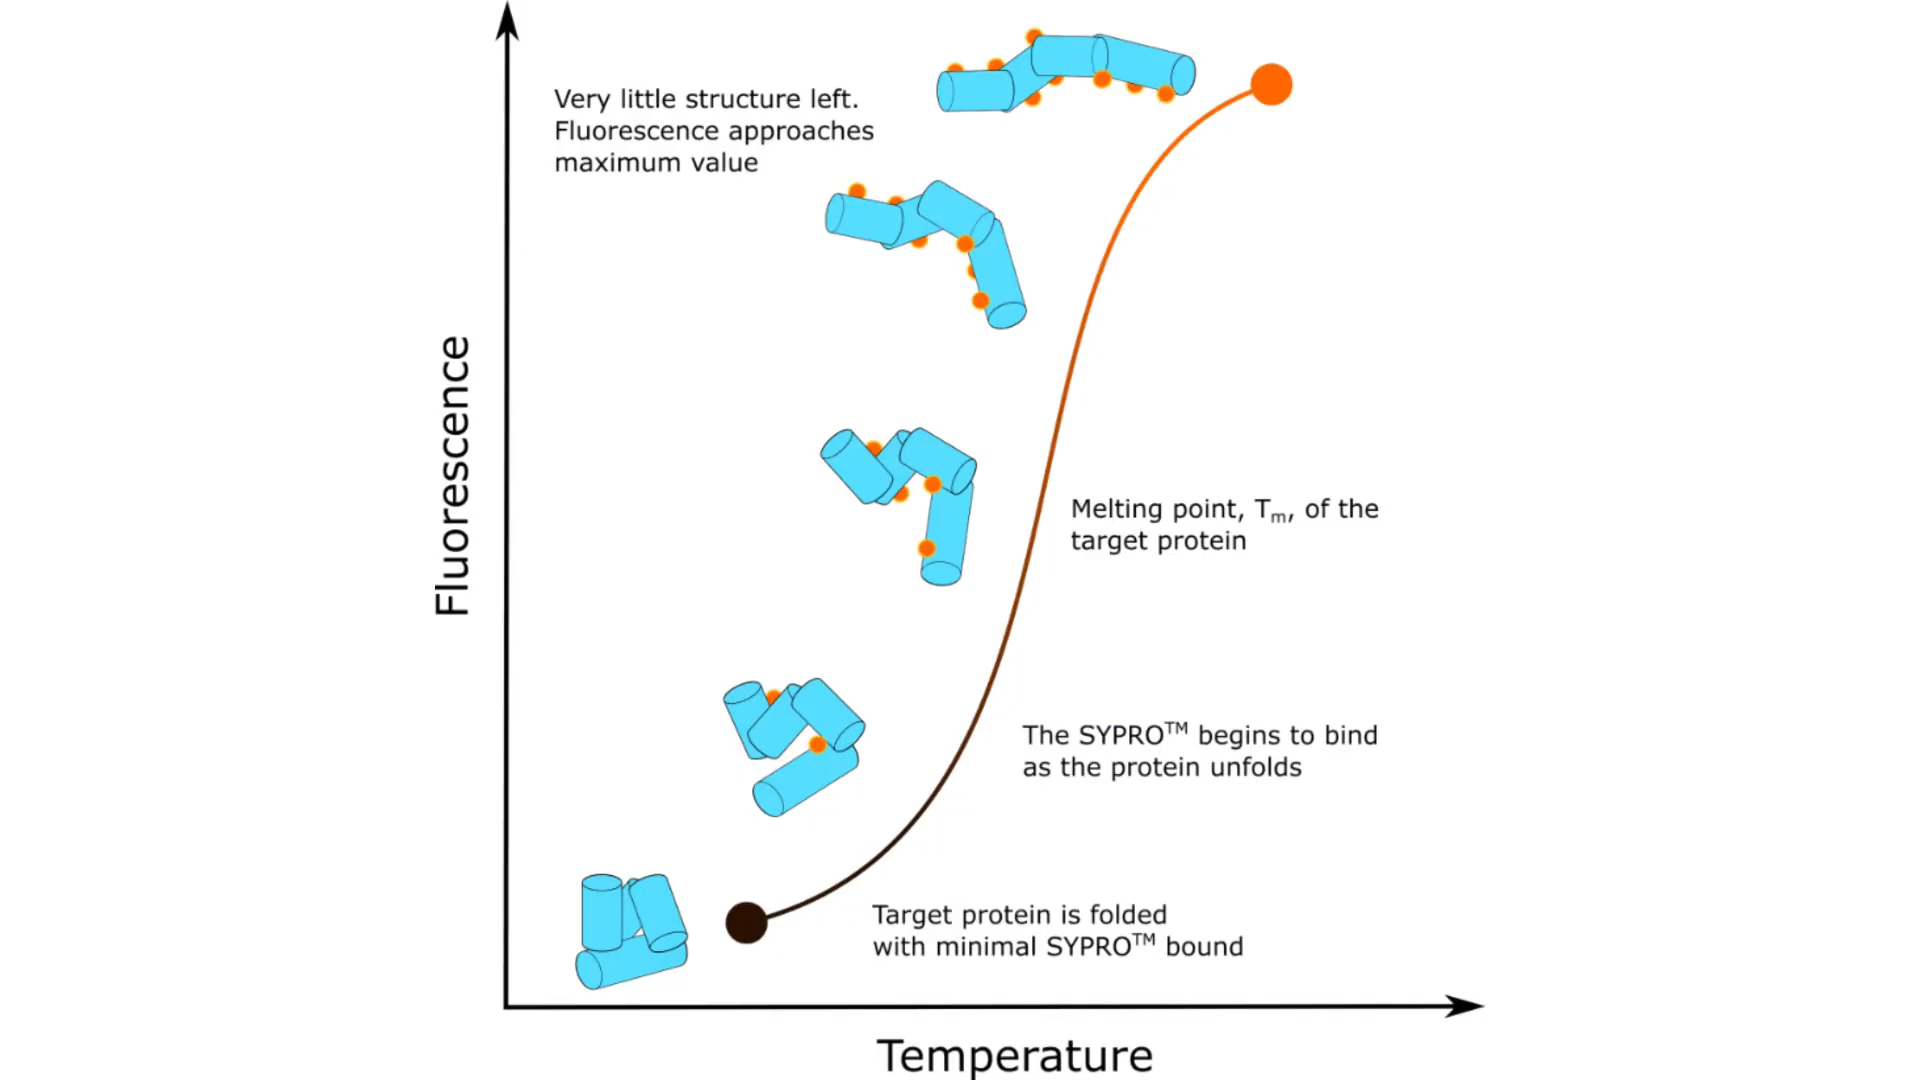 Very little structure left.
Fluorescence approaches
maximum value
Fluorescence
Melting point, Tm, of the
target protein
The SYPRO™ begins to bind
as the protein unfolds
Target protein is folded
with minimal SYPRO™ bound
Temperature